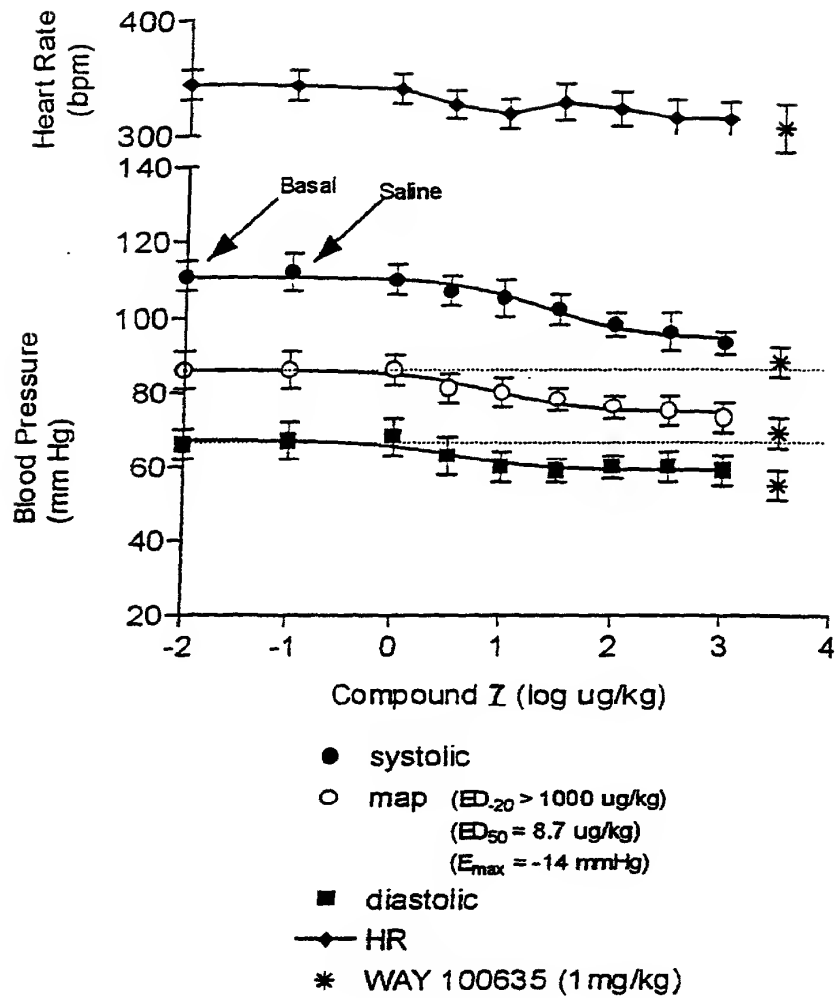 Heart Rate
(bpm)
400
300
140
120
100
80
60
40
20
Basal
Saline
Blood Pressure
(mm Hg)
-2
-1
0
1
2
3
4
Compound 7 (log ug/kg)
systolic
map (ED-20 > 1000 ug/kg)
(ED50 = 8.7 ug/kg)
(Emax = -14 mmHg)
diastolic
HR
WAY 100635 (1mg/kg)